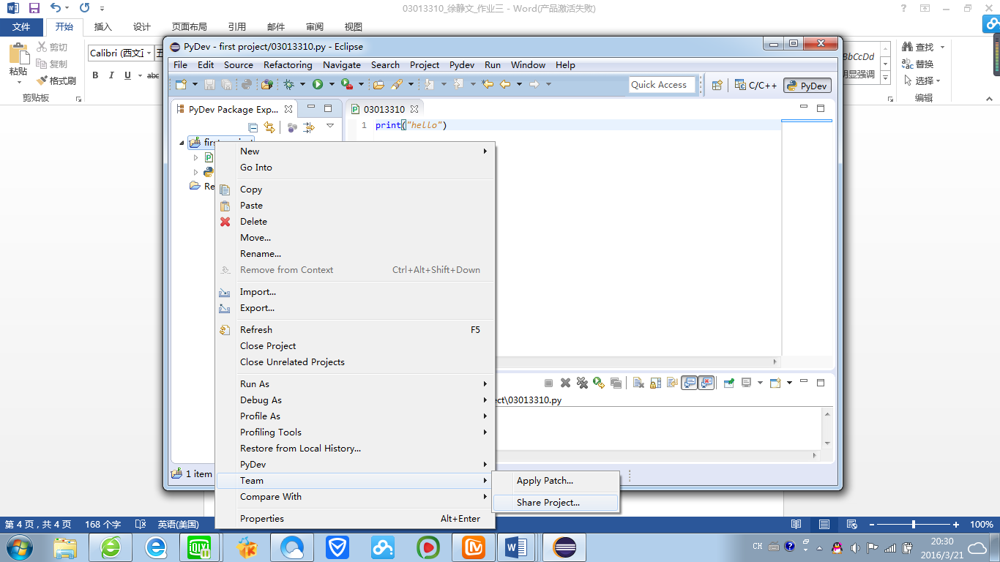 03013310_徐静文_作业三 - Word(产品激活失败)
文件 开始 插入 设计 页面布局 引用 邮件 审阅 视图
粘贴
剪切
复制
格式刷
剪贴板
Calibri (西文
B I U abc
BbCcDd
明显强调
查找
替换
选择
编辑
PyDev - first project/03013310.py - Eclipse
File Edit Source Refactoring Navigate Search Project Pydev Run Window Help
Quick Access
C/C++
PyDev
PyDev Package Exp...
03013310
1 print("hello")
New
Go Into
Copy
Paste
Delete
Move...
Rename...
Remove from Context Ctrl+Alt+Shift+Down
Import...
Export...
Refresh F5
Close Project
Close Unrelated Projects
Run As
Debug As
Profile As
Profiling Tools
Restore from Local History...
PyDev
Team
Compare With
Properties Alt+Enter
Apply Patch...
Share Project...
ect\03013310.py
1 item
第 4 页，共 4 页 168 个字 英语(美国)
100%
CH
20:30
2016/3/21